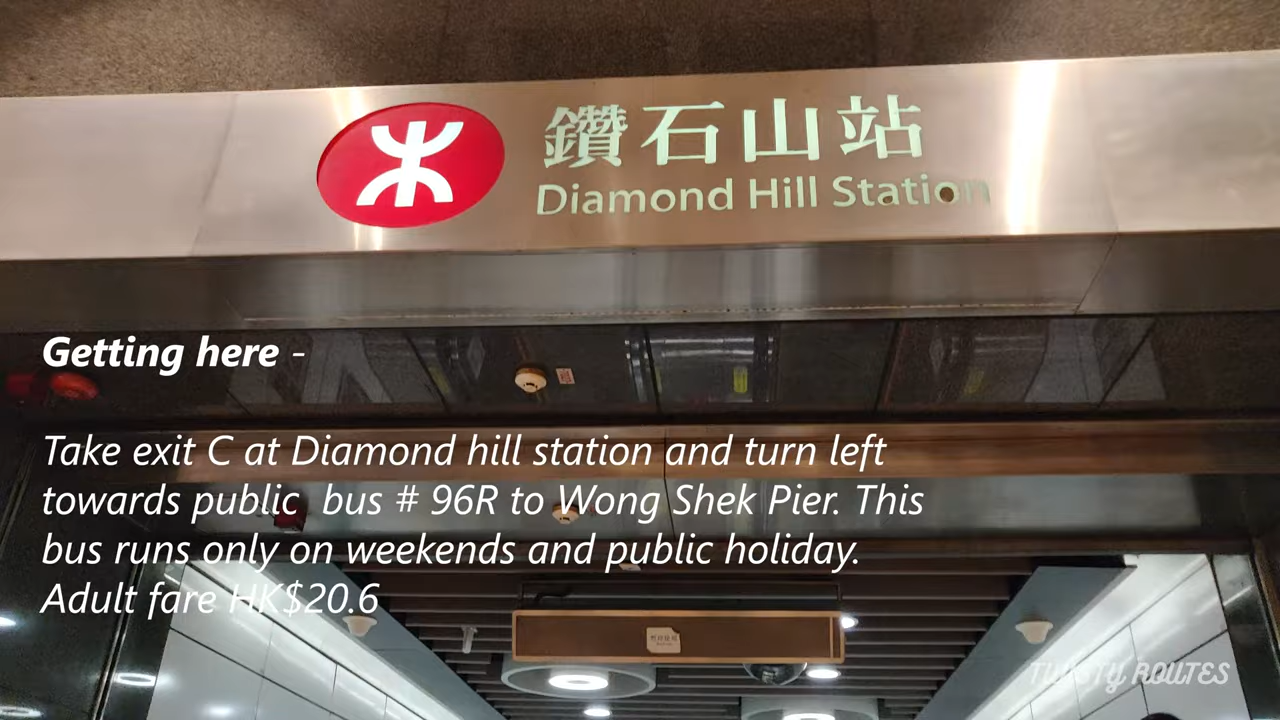 鑽石山站
Diamond Hill Station
Getting here -
Take exit C at Diamond hill station and turn left
towards public  bus # 96R to Wong Shek Pier. This
bus runs only on weekends and public holiday.
Adult fare HK$20.6
TWISTY ROUTES